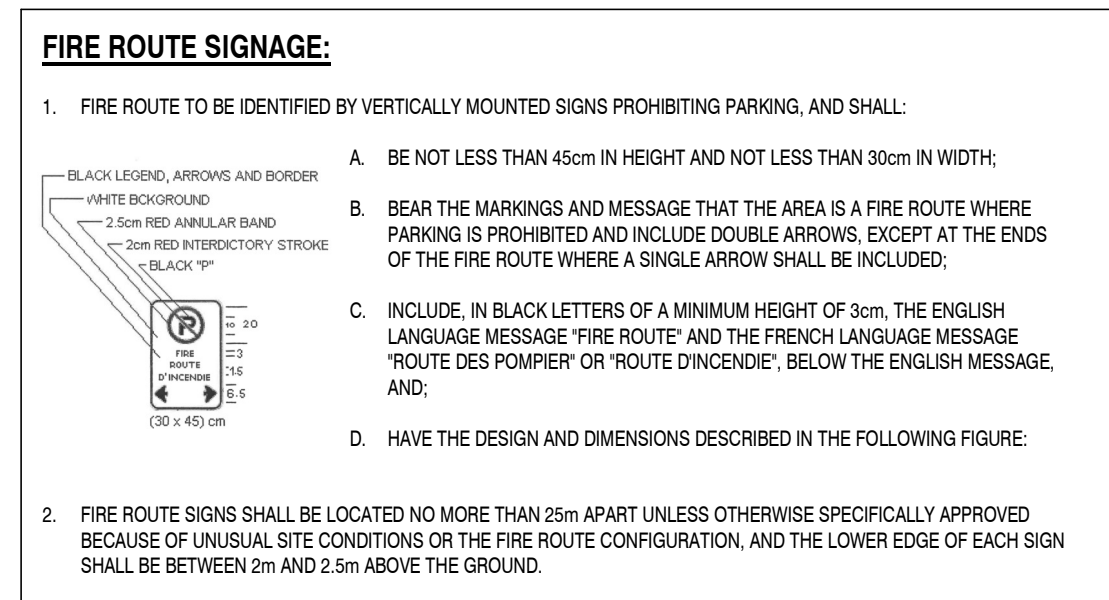 FIRE ROUTE SIGNAGE:
1. FIRE ROUTE TO BE IDENTIFIED BY VERTICALLY MOUNTED SIGNS PROHIBITING PARKING, AND SHALL:
A. BE NOT LESS THAN 45cm IN HEIGHT AND NOT LESS THAN 30cm IN WIDTH;
B. BEAR THE MARKINGS AND MESSAGE THAT THE AREA IS A FIRE ROUTE WHERE
PARKING IS PROHIBITED AND INCLUDE DOUBLE ARROWS, EXCEPT AT THE ENDS
OF THE FIRE ROUTE WHERE A SINGLE ARROW SHALL BE INCLUDED;
C. INCLUDE, IN BLACK LETTERS OF A MINIMUM HEIGHT OF 3cm, THE ENGLISH
LANGUAGE MESSAGE "FIRE ROUTE" AND THE FRENCH LANGUAGE MESSAGE
"ROUTE DES POMPIER" OR "ROUTE D'INCENDIE", BELOW THE ENGLISH MESSAGE,
AND;
D. HAVE THE DESIGN AND DIMENSIONS DESCRIBED IN THE FOLLOWING FIGURE:
BLACK LEGEND, ARROWS AND BORDER
WHITE BCKGROUND
2.5cm RED ANNULAR BAND
2cm RED INTERDICTORY STROKE
BLACK "P"
P
10 20
FIRE
ROUTE
D'INCENDIE
3
1.5
6.5
(30 x 45) cm
2. FIRE ROUTE SIGNS SHALL BE LOCATED NO MORE THAN 25m APART UNLESS OTHERWISE SPECIFICALLY APPROVED
BECAUSE OF UNUSUAL SITE CONDITIONS OR THE FIRE ROUTE CONFIGURATION, AND THE LOWER EDGE OF EACH SIGN
SHALL BE BETWEEN 2m AND 2.5m ABOVE THE GROUND.